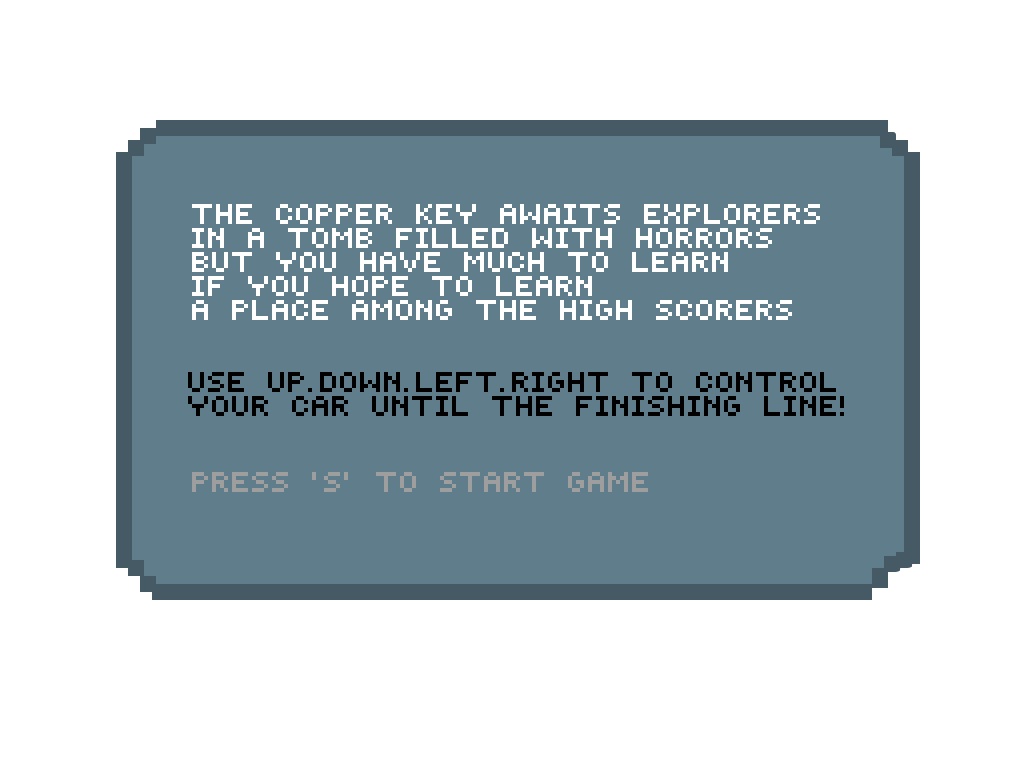 THE COPPER KEY AWAITS EXPLORERS
IN A TOMB FILLED WITH HORRORS
BUT YOU HAVE MUCH TO LEARN
IF YOU HOPE TO LEARN
A PLACE AMONG THE HIGH SCORERS
USE UP.DOWN.LEFT.RIGHT TO CONTROL
YOUR CAR UNTIL THE FINISHING LINE!
PRESS 'S' TO START GAME